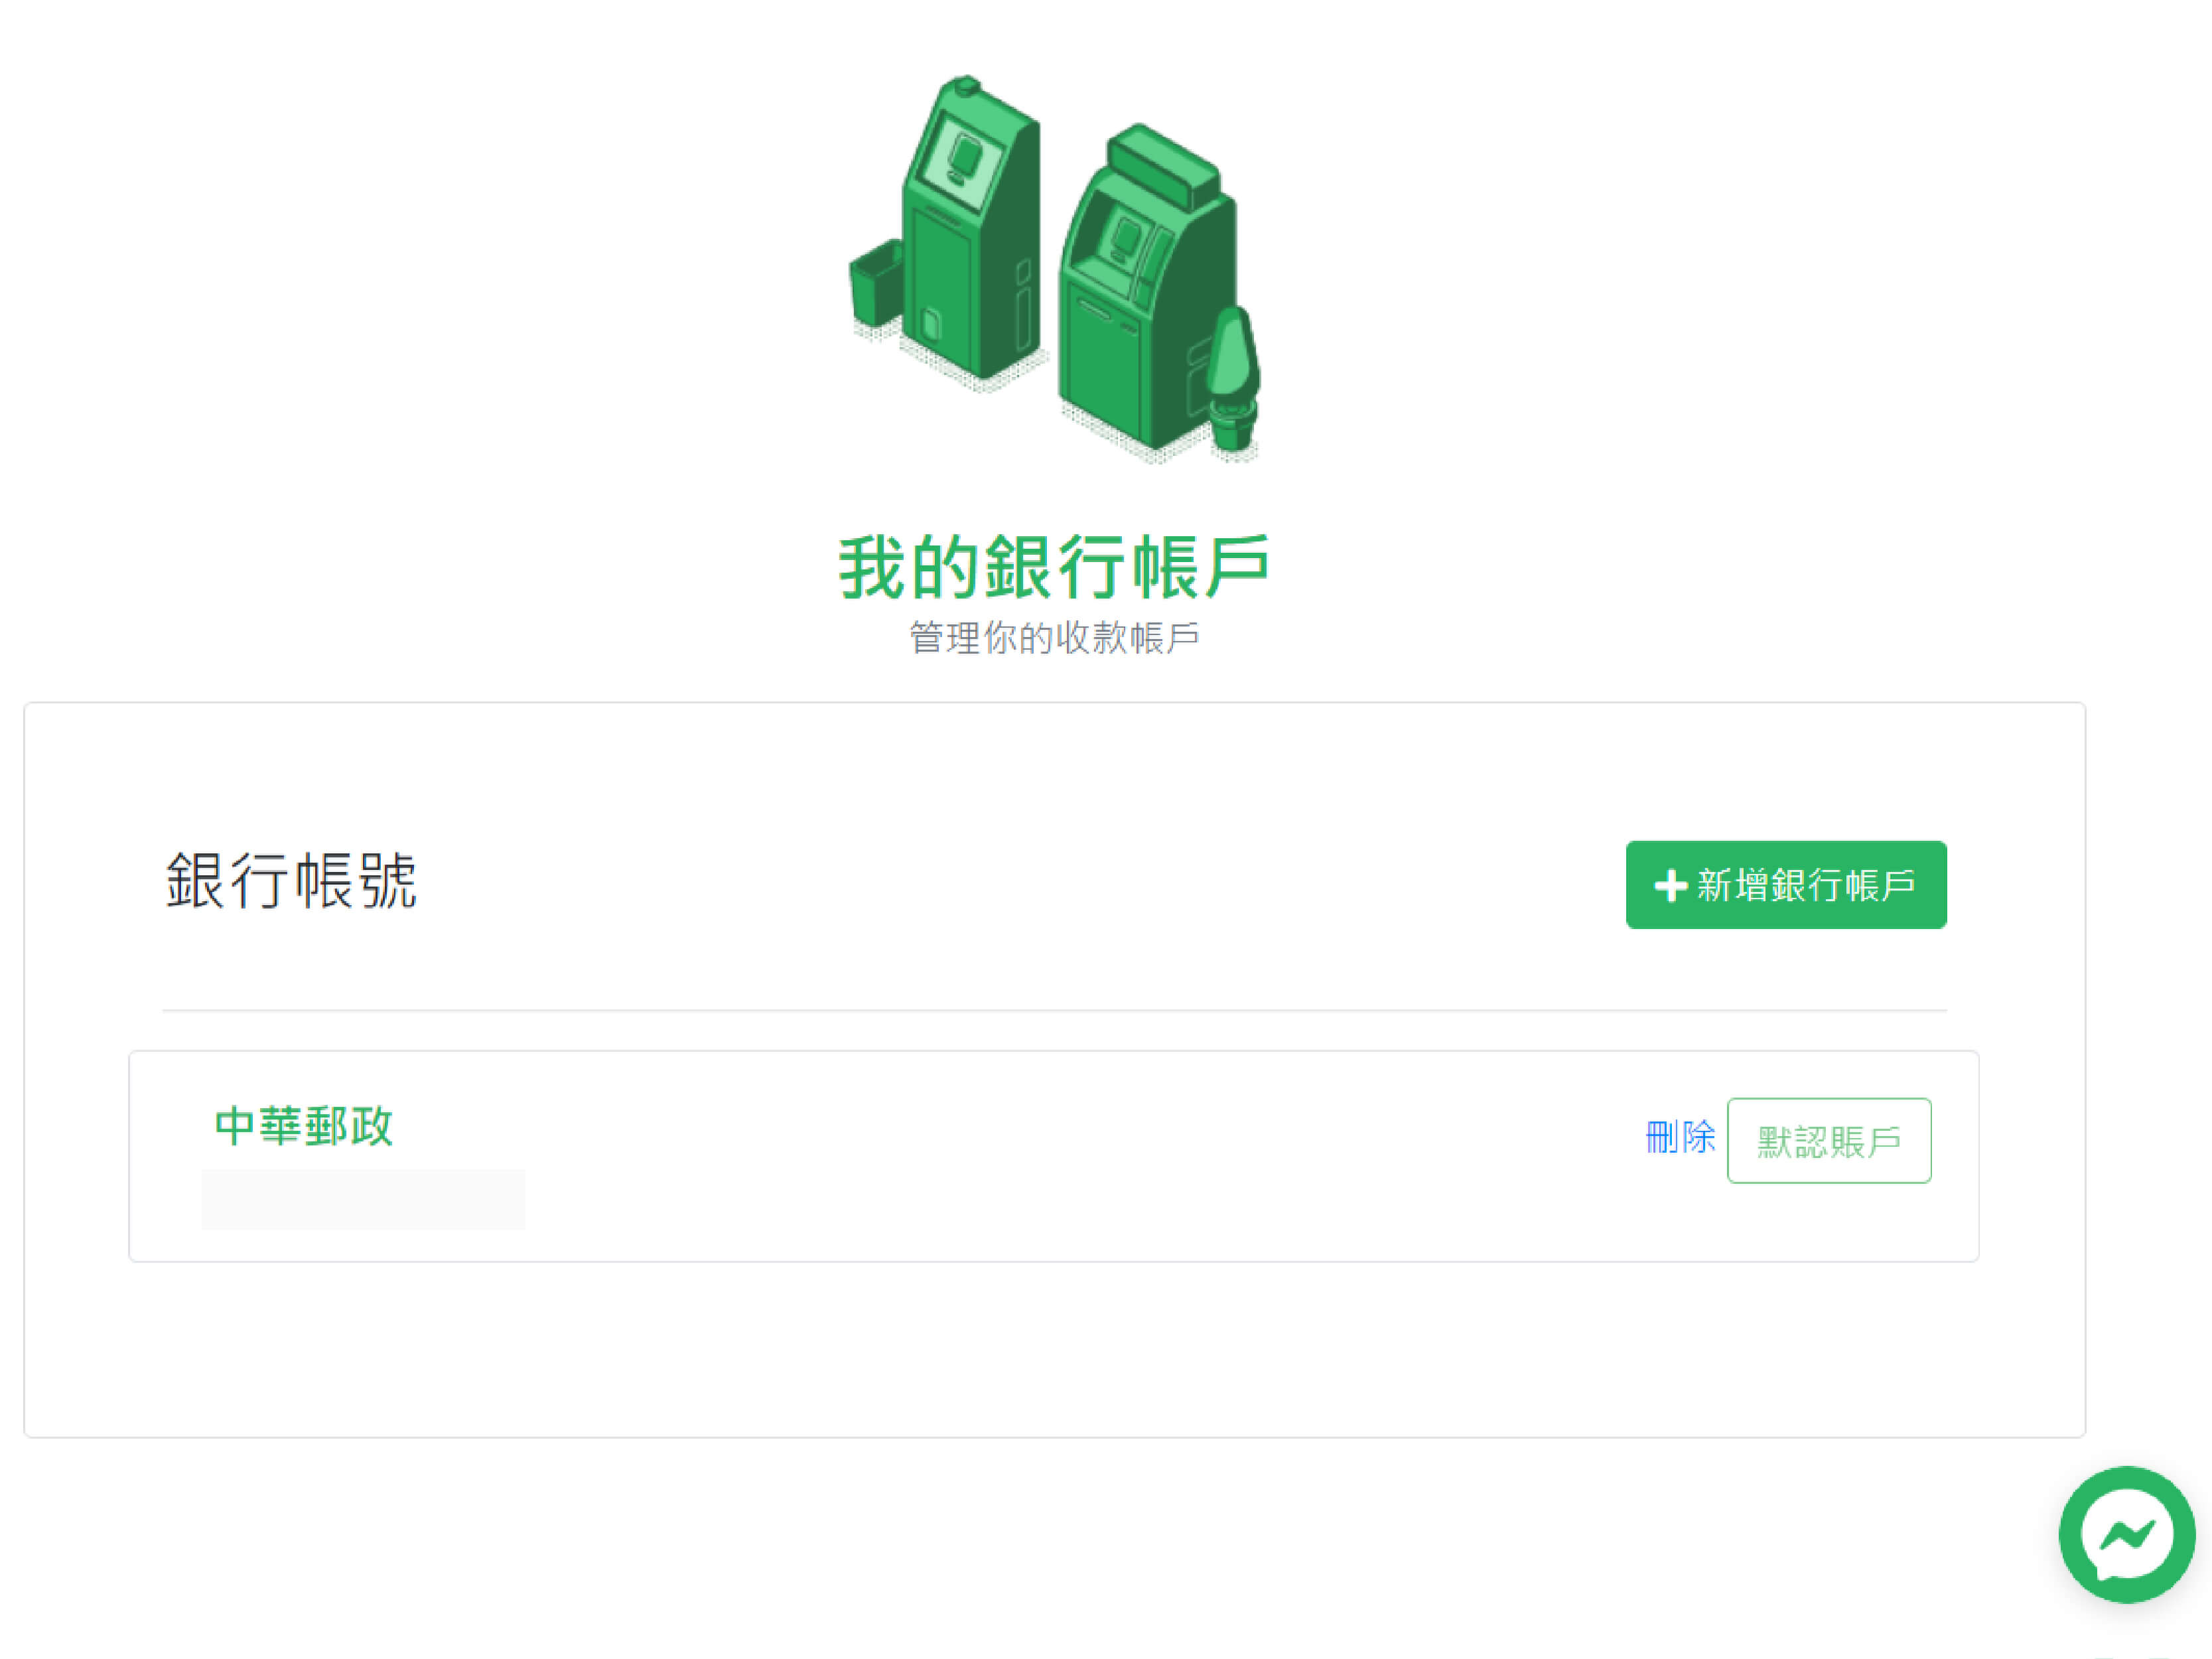 我的銀行帳戶
管理你的收款帳戶
銀行帳號
新增銀行帳戶
中華郵政
刪除
默認賬戶